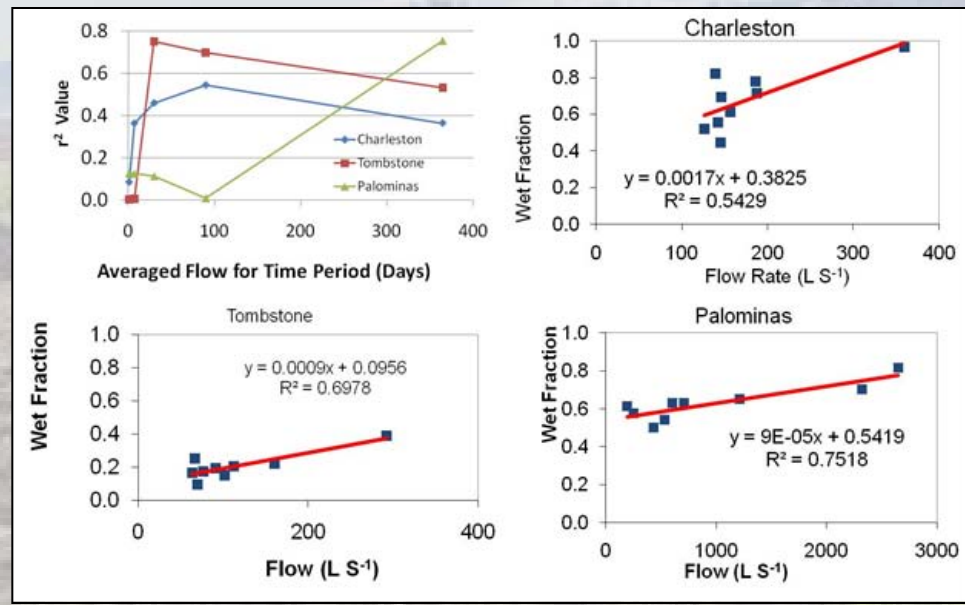 0.8
0.6
0.4
0.2
0.0
0 100 200 300 400
r² Value
Charleston
Tombstone
Palominas
Averaged Flow for Time Period (Days)
Charleston
1.0
0.8
0.6
0.4
0.2
0.0
0 100 200 300 400
Wet Fraction
y = 0.0017x + 0.3825
R² = 0.5429
Flow Rate (L S⁻¹)
Tombstone
1.0
0.8
0.6
0.4
0.2
0.0
0 200 400
Wet Fraction
y = 0.0009x + 0.0956
R² = 0.6978
Flow (L S⁻¹)
Palominas
1.0
0.8
0.6
0.4
0.2
0.0
0 1000 2000 3000
Wet Fraction
y = 9E-05x + 0.5419
R² = 0.7518
Flow (L S⁻¹)